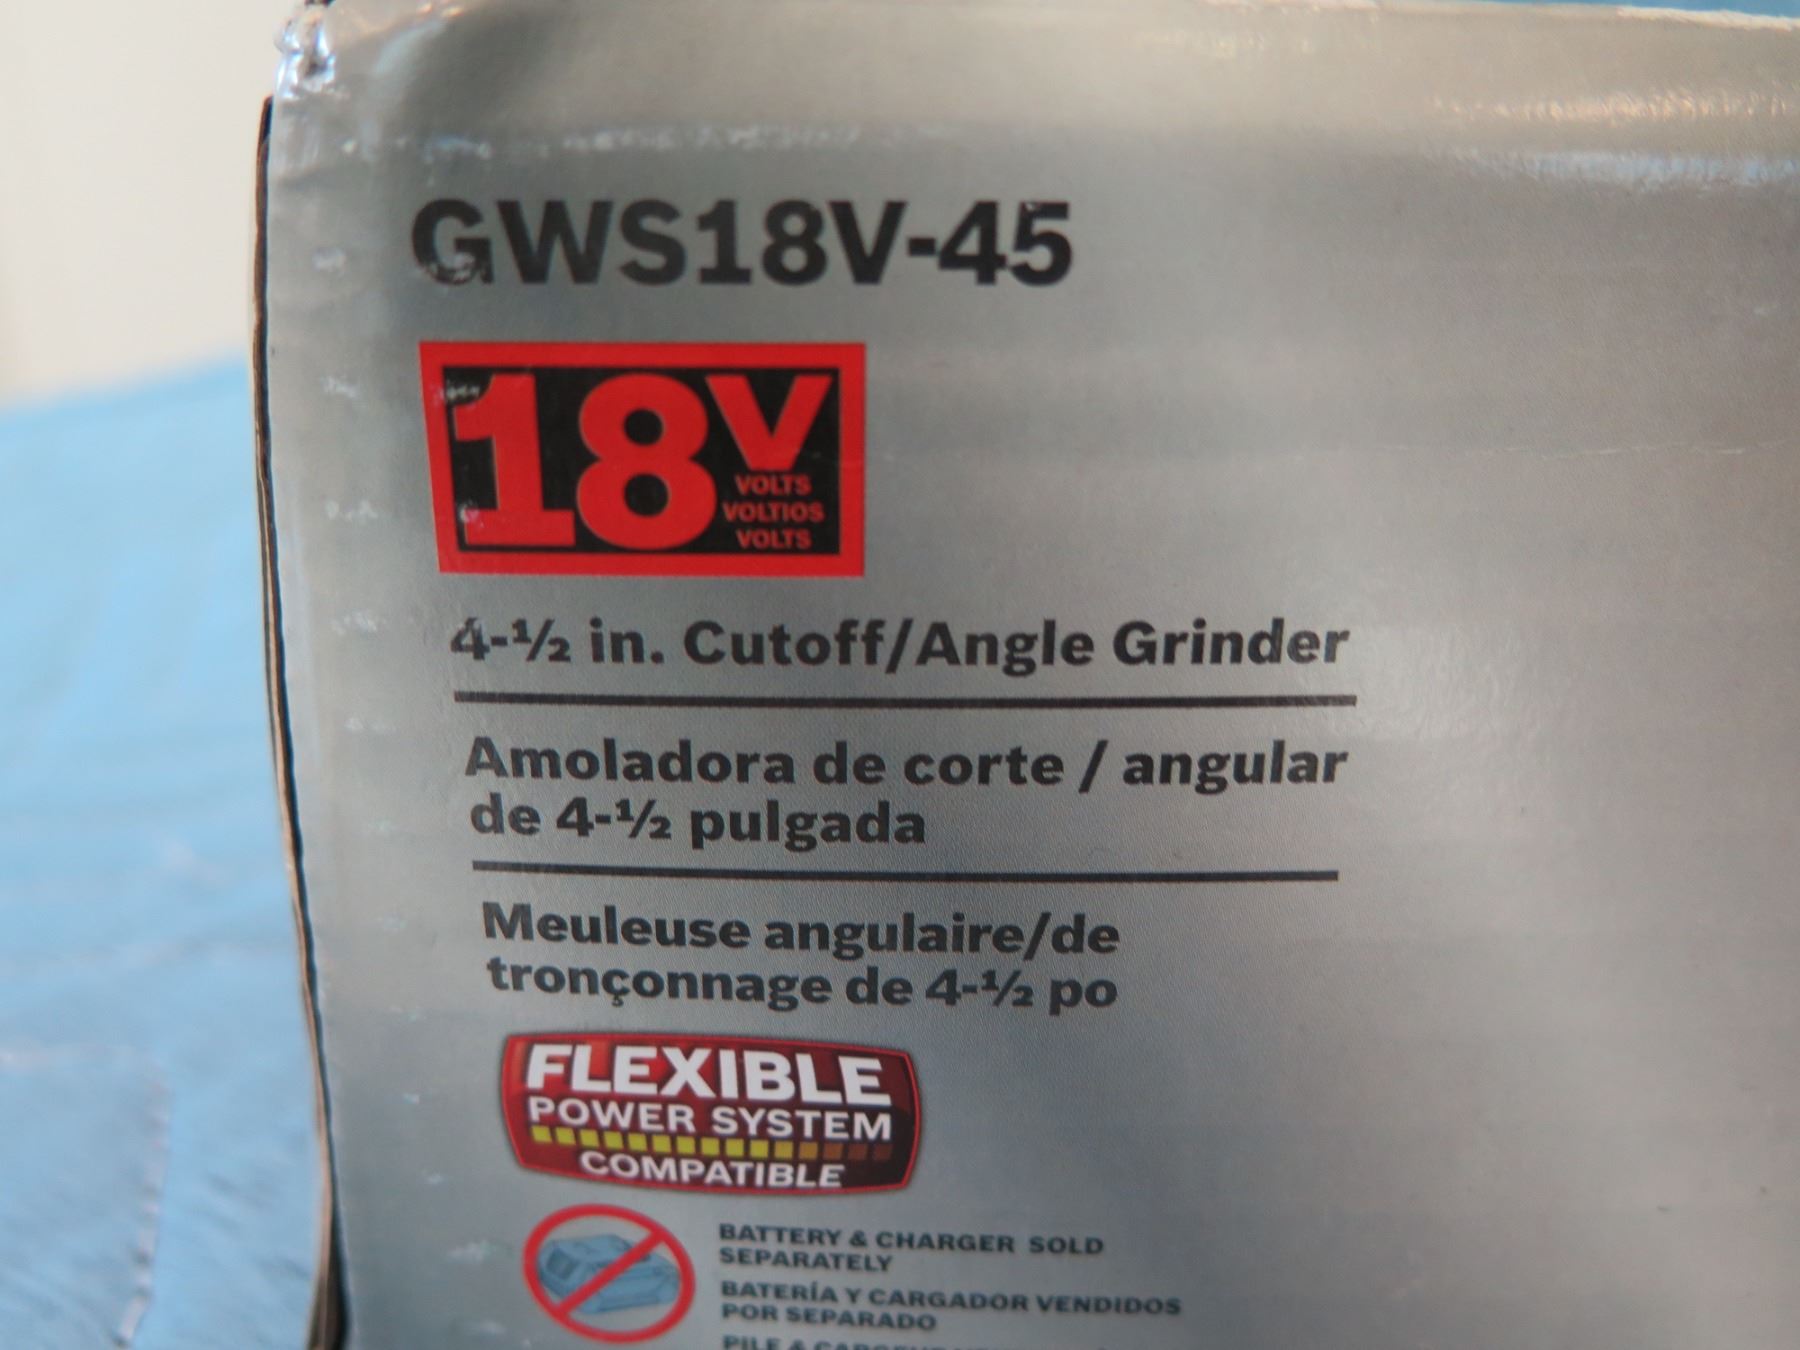 GWS18V-45
18V
VOLTS
VOLTIOS
VOLTS
4-½ in. Cutoff/Angle Grinder
Amoladora de corte / angular
de 4-½ pulgada
Meuleuse angulaire/de
tronçonnage de 4-½ po
FLEXIBLE
POWER SYSTEM
COMPATIBLE
BATTERY & CHARGER SOLD
SEPARATELY
BATERÍA Y CARGADOR VENDIDOS
POR SEPARADO
PILE &